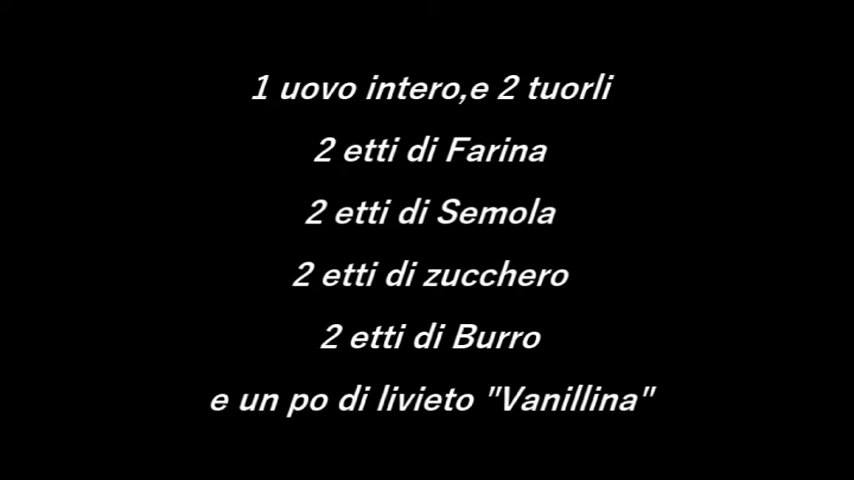 1 uovo intero,e 2 tuorli
2 etti di Farina
2 etti di Semola
2 etti di zucchero
2 etti di Burro
e un po di livieto "Vanillina"